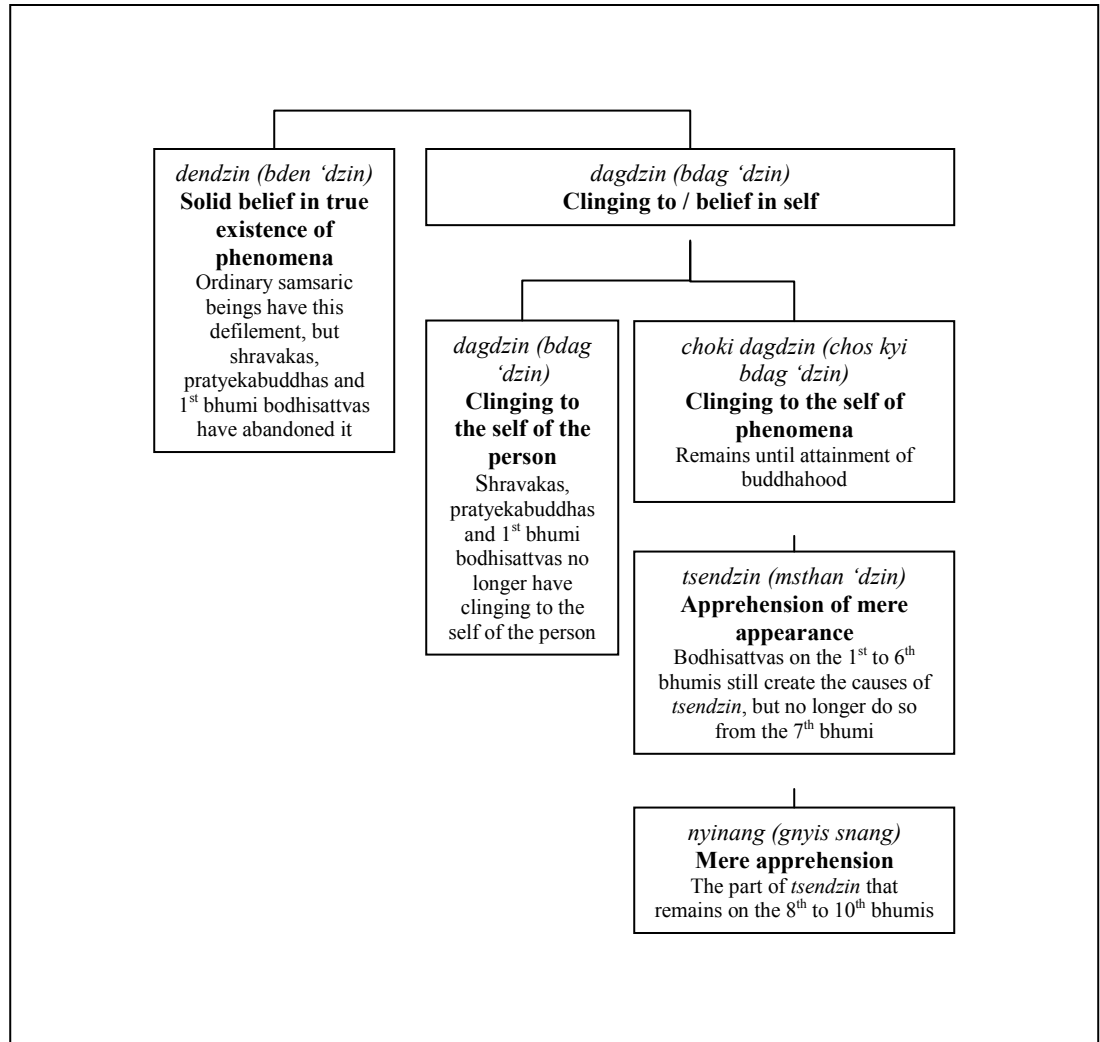 dendzin (bden ‘dzin)
Solid belief in true
existence of
phenomena
Ordinary samsaric
beings have this
defilement, but
shravakas,
pratyekabuddhas and
1st bhumi bodhisattvas
have abandoned it
dagdzin (bdag ‘dzin)
Clinging to / belief in self
dagdzin (bdag
‘dzin)
Clinging to
the self of the
person
Shravakas,
pratyekabuddhas
and 1st bhumi
bodhisattvas no
longer have
clinging to the
self of the person
choki dagdzin (chos kyi
bdag ‘dzin)
Clinging to the self of
phenomena
Remains until attainment of
buddhahood
tsendzin (msthan ‘dzin)
Apprehension of mere
appearance
Bodhisattvas on the 1st to 6th
bhumis still create the causes of
tsendzin, but no longer do so
from the 7th bhumi
nyinang (gnyis snang)
Mere apprehension
The part of tsendzin that
remains on the 8th to 10th bhumis